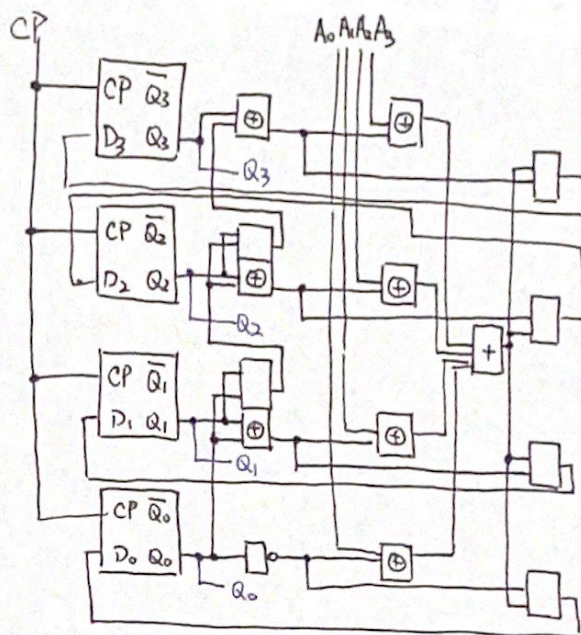 CP
A₀ A₁ A₂ A₃
CP Q̅₃
D₃ Q₃
⊕
⊕
Q₃
CP Q̅₂
D₂ Q₂
⊕
⊕
Q₂
+
CP Q̅₁
D₁ Q₁
⊕
⊕
Q₁
CP Q̅₀
D₀ Q₀
⊕
Q₀